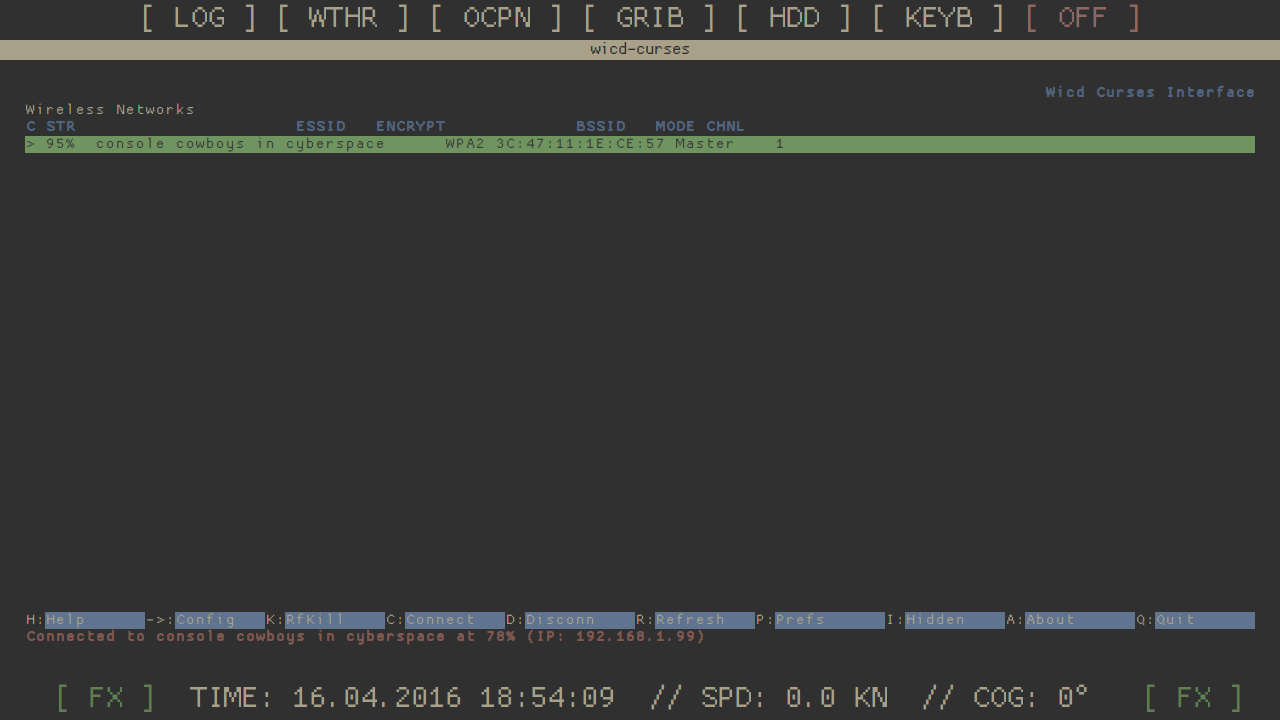 [ LOG ] [ WTHR ] [ OCPN ] [ GRIB ] [ HDD ] [ KEYB ] [ OFF ]
wicd-curses
Wicd Curses Interface
Wireless Networks
C STR ESSID ENCRYPT BSSID MODE CHNL
> 95% console cowboys in cyberspace WPA2 3C:47:11:1E:CE:57 Master 1
H:Help ->:Config K:RfKill C:Connect D:Disconn R:Refresh P:Prefs I:Hidden A:About Q:Quit
Connected to console cowboys in cyberspace at 78% (IP: 192.168.1.99)
[ FX ] TIME: 16.04.2016 18:54:09 // SPD: 0.0 KN // COG: 0° [ FX ]